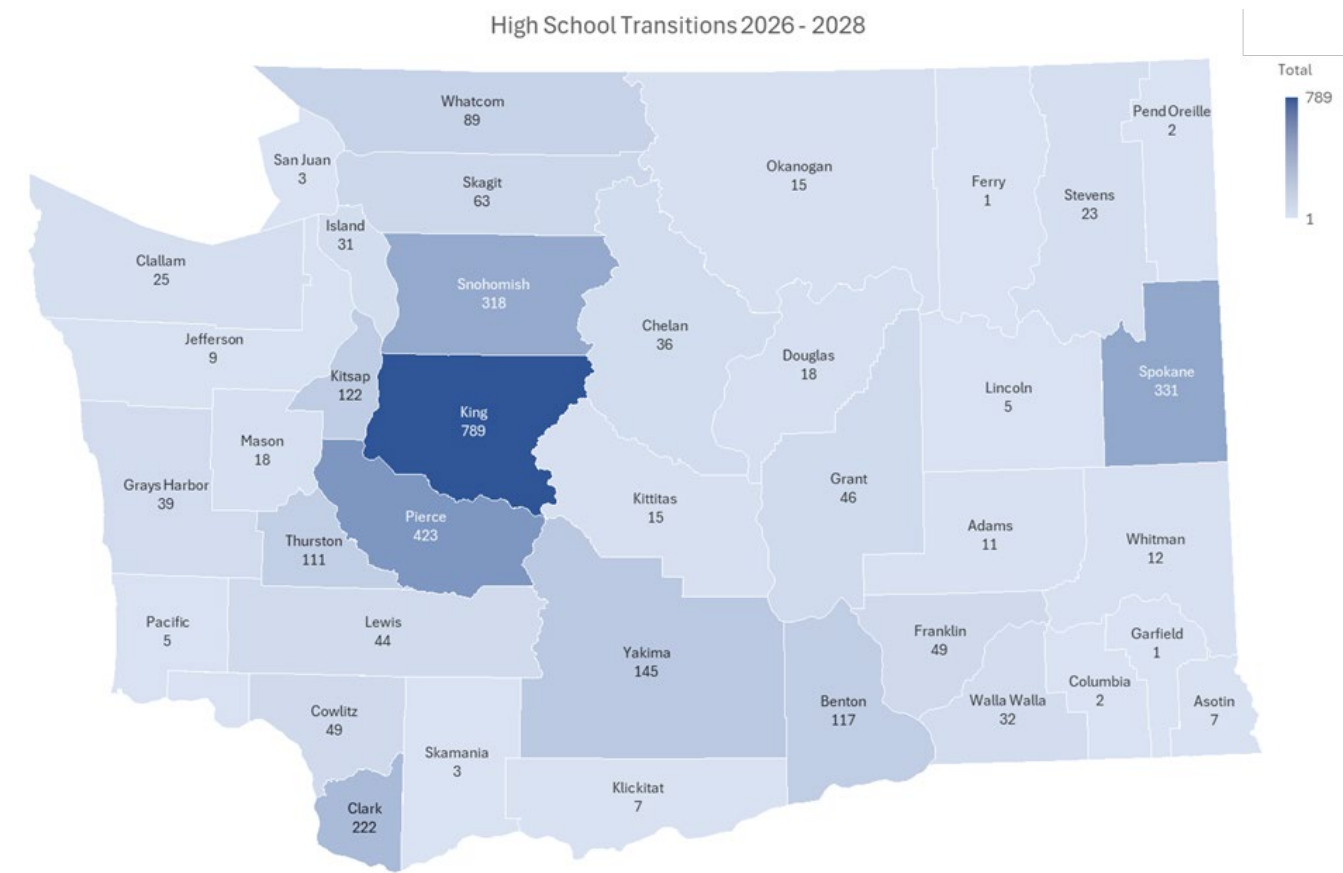 High School Transitions 2026 - 2028
Total
789
1
Whatcom
89
San Juan
3
Skagit
63
Okanogan
15
Ferry
1
Stevens
23
Pend Oreille
2
Island
31
Clallam
25
Snohomish
318
Chelan
36
Jefferson
9
Kitsap
122
Douglas
18
Lincoln
5
Spokane
331
King
789
Mason
18
Grays Harbor
39
Grant
46
Kittitas
15
Pierce
423
Thurston
111
Adams
11
Whitman
12
Pacific
5
Lewis
44
Yakima
145
Franklin
49
Garfield
1
Columbia
2
Walla Walla
32
Asotin
7
Benton
117
Cowlitz
49
Skamania
3
Klickitat
7
Clark
222